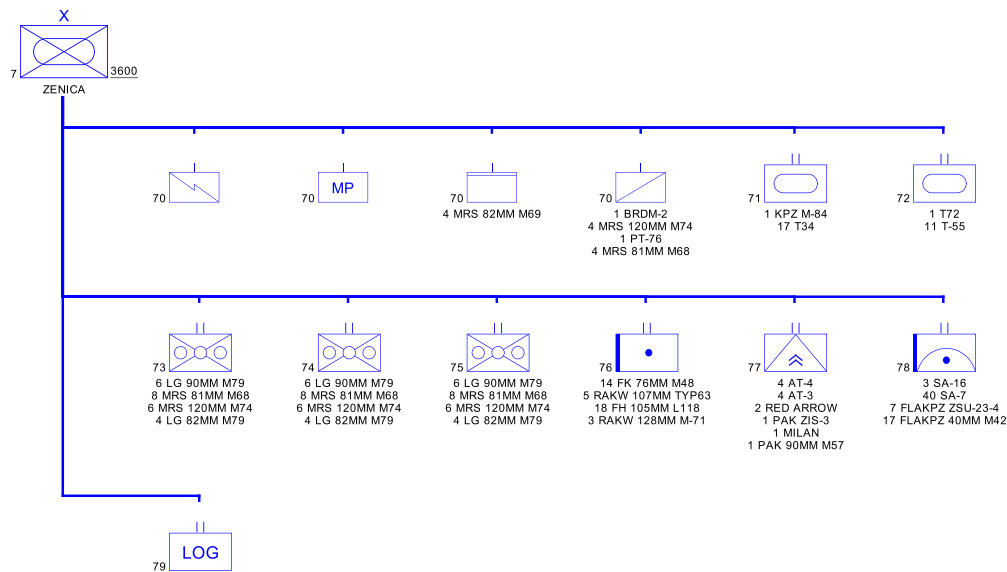 X
7
3600
ZENICA
70
70 MP
70
4 MRS 82MM M69
70
1 BRDM-2
4 MRS 120MM M74
1 PT-76
4 MRS 81MM M68
71
1 KPZ M-84
17 T34
72
1 T72
11 T-55
73
6 LG 90MM M79
8 MRS 81MM M68
6 MRS 120MM M74
4 LG 82MM M79
74
6 LG 90MM M79
8 MRS 81MM M68
6 MRS 120MM M74
4 LG 82MM M79
75
6 LG 90MM M79
8 MRS 81MM M68
6 MRS 120MM M74
4 LG 82MM M79
76
14 FK 76MM M48
5 RAKW 107MM TYP63
18 FH 105MM L118
3 RAKW 128MM M-71
77
4 AT-4
4 AT-3
2 RED ARROW
1 PAK ZIS-3
1 MILAN
1 PAK 90MM M57
78
3 SA-16
40 SA-7
7 FLAKPZ ZSU-23-4
17 FLAKPZ 40MM M42
79 LOG